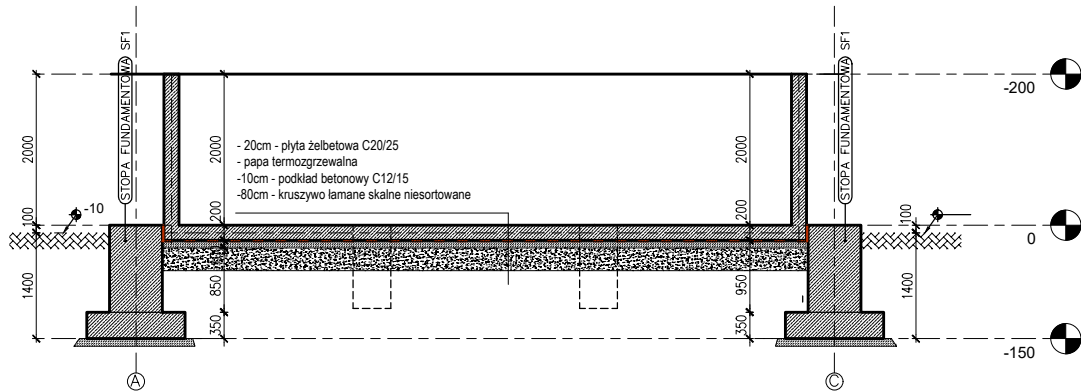 STOPA FUNDAMENTOWA SF1
STOPA FUNDAMENTOWA SF1
-200
2000
2000
2000
- 20cm - płyta żelbetowa C20/25
- papa termozgrzewalna
-10cm - podkład betonowy C12/15
-80cm - kruszywo łamane skalne niesortowane
-10
100
200
200
100
0
1400
850
950
1400
350
350
-150
A
C